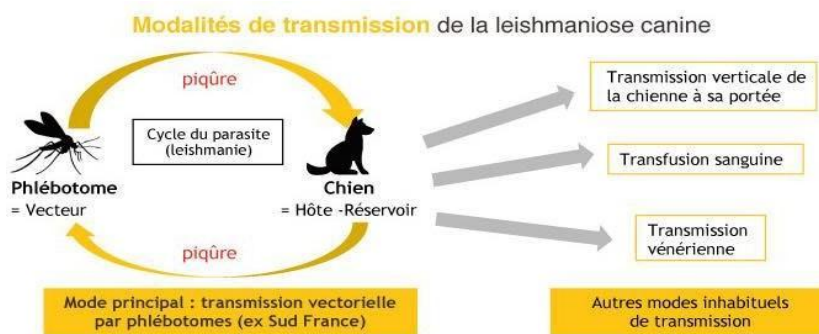 Modalités de transmission de la leishmaniose canine
piqûre
Cycle du parasite
(leishmanie)
Phlébotome
= Vecteur
Chien
= Hôte -Réservoir
piqûre
Mode principal : transmission vectorielle
par phlébotomes (ex Sud France)
Transmission verticale de
la chienne à sa portée
Transfusion sanguine
Transmission
vénérienne
Autres modes inhabituels
de transmission